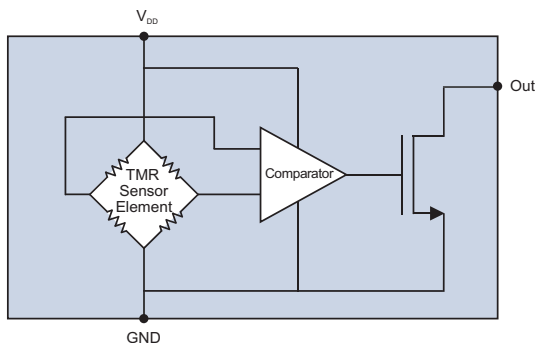 V_DD
Out
TMR
Sensor
Element
Comparator
GND